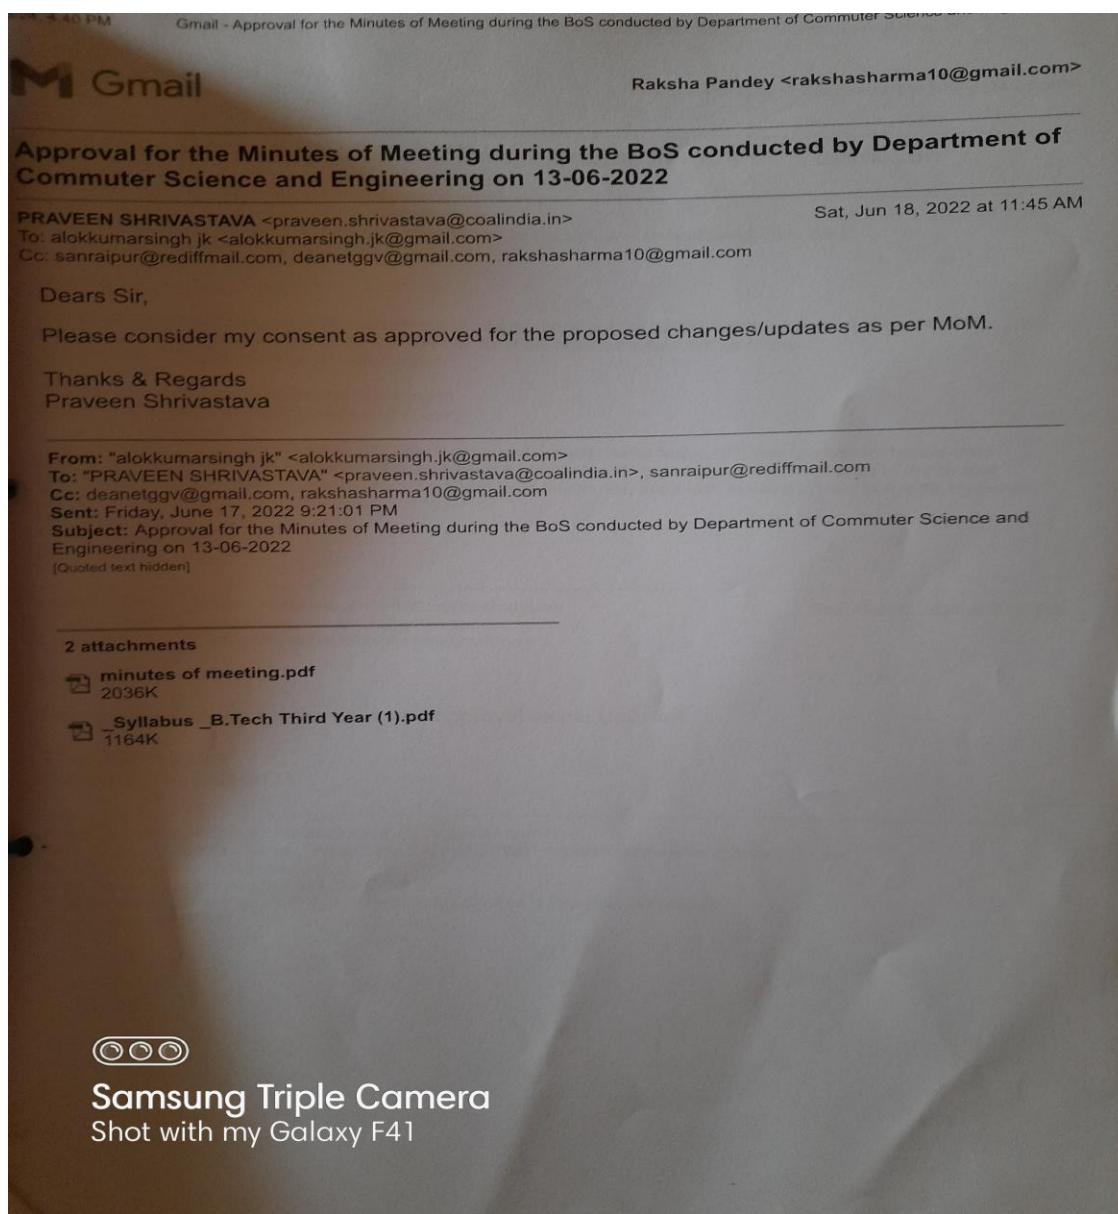 4:40 PM Gmail - Approval for the Minutes of Meeting during the BoS conducted by Department of Commuter Science
Gmail
Raksha Pandey <rakshasharma10@gmail.com>
Approval for the Minutes of Meeting during the BoS conducted by Department of
Commuter Science and Engineering on 13-06-2022
PRAVEEN SHRIVASTAVA <praveen.shrivastava@coalindia.in> Sat, Jun 18, 2022 at 11:45 AM
To: alokkumarsingh jk <alokkumarsingh.jk@gmail.com>
Cc: sanraipur@rediffmail.com, deanetggv@gmail.com, rakshasharma10@gmail.com
Dears Sir,
Please consider my consent as approved for the proposed changes/updates as per MoM.
Thanks & Regards
Praveen Shrivastava
From: "alokkumarsingh jk" <alokkumarsingh.jk@gmail.com>
To: "PRAVEEN SHRIVASTAVA" <praveen.shrivastava@coalindia.in>, sanraipur@rediffmail.com
Cc: deanetggv@gmail.com, rakshasharma10@gmail.com
Sent: Friday, June 17, 2022 9:21:01 PM
Subject: Approval for the Minutes of Meeting during the BoS conducted by Department of Commuter Science and
Engineering on 13-06-2022
[Quoted text hidden]
2 attachments
minutes of meeting.pdf
2036K
_Syllabus _B.Tech Third Year (1).pdf
1164K
Samsung Triple Camera
Shot with my Galaxy F41